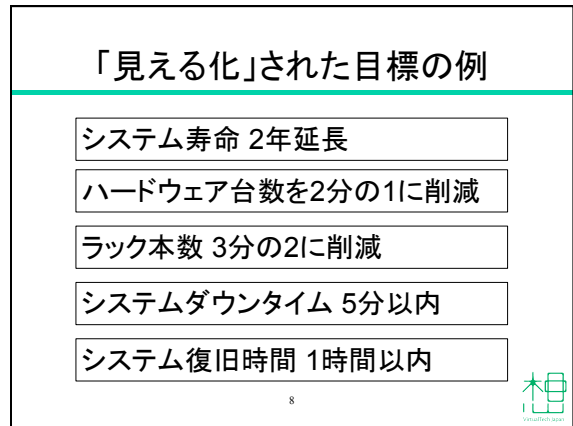 「見える化」された目標の例
システム寿命 2年延長
ハードウェア台数を2分の1に削減
ラック本数 3分の2に削減
システムダウンタイム 5分以内
システム復旧時間 1時間以内
8
想
VirtualTech Japan